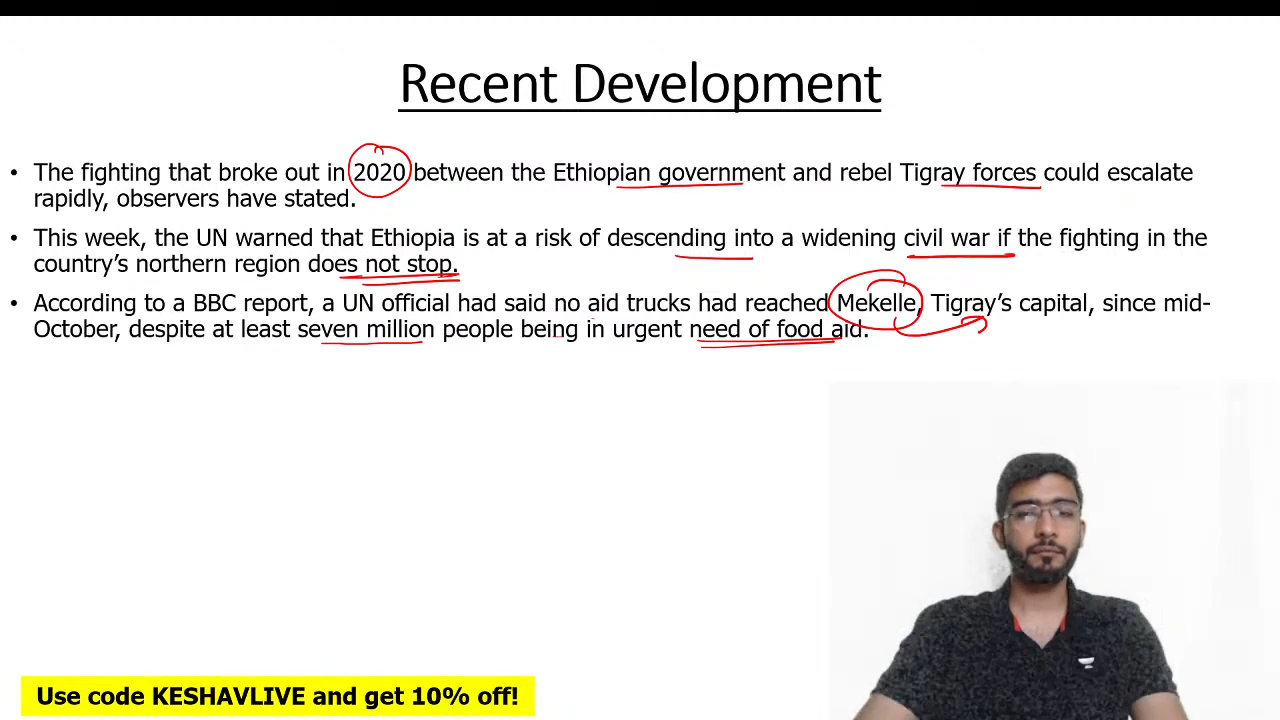 Recent Development
• The fighting that broke out in 2020 between the Ethiopian government and rebel Tigray forces could escalate
rapidly, observers have stated.
• This week, the UN warned that Ethiopia is at a risk of descending into a widening civil war if the fighting in the
country’s northern region does not stop.
• According to a BBC report, a UN official had said no aid trucks had reached Mekelle, Tigray’s capital, since mid-
October, despite at least seven million people being in urgent need of food aid.
Use code KESHAVLIVE and get 10% off!